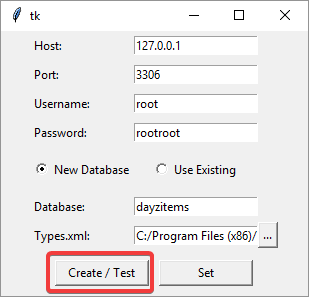 tk
Host: 127.0.0.1
Port: 3306
Username: root
Password: rootroot
New Database Use Existing
Database: dayzitems
Types.xml: C:/Program Files (x86)/ ...
Create / Test Set